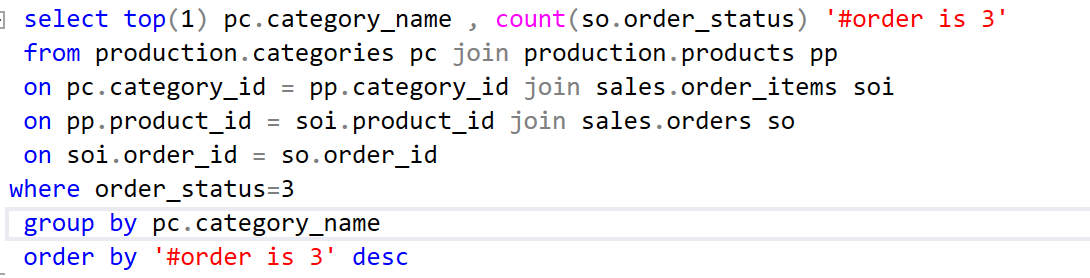 select top(1) pc.category_name , count(so.order_status) '#order is 3'
from production.categories pc join production.products pp
on pc.category_id = pp.category_id join sales.order_items soi
on pp.product_id = soi.product_id join sales.orders so
on soi.order_id = so.order_id
where order_status=3
group by pc.category_name
order by '#order is 3' desc